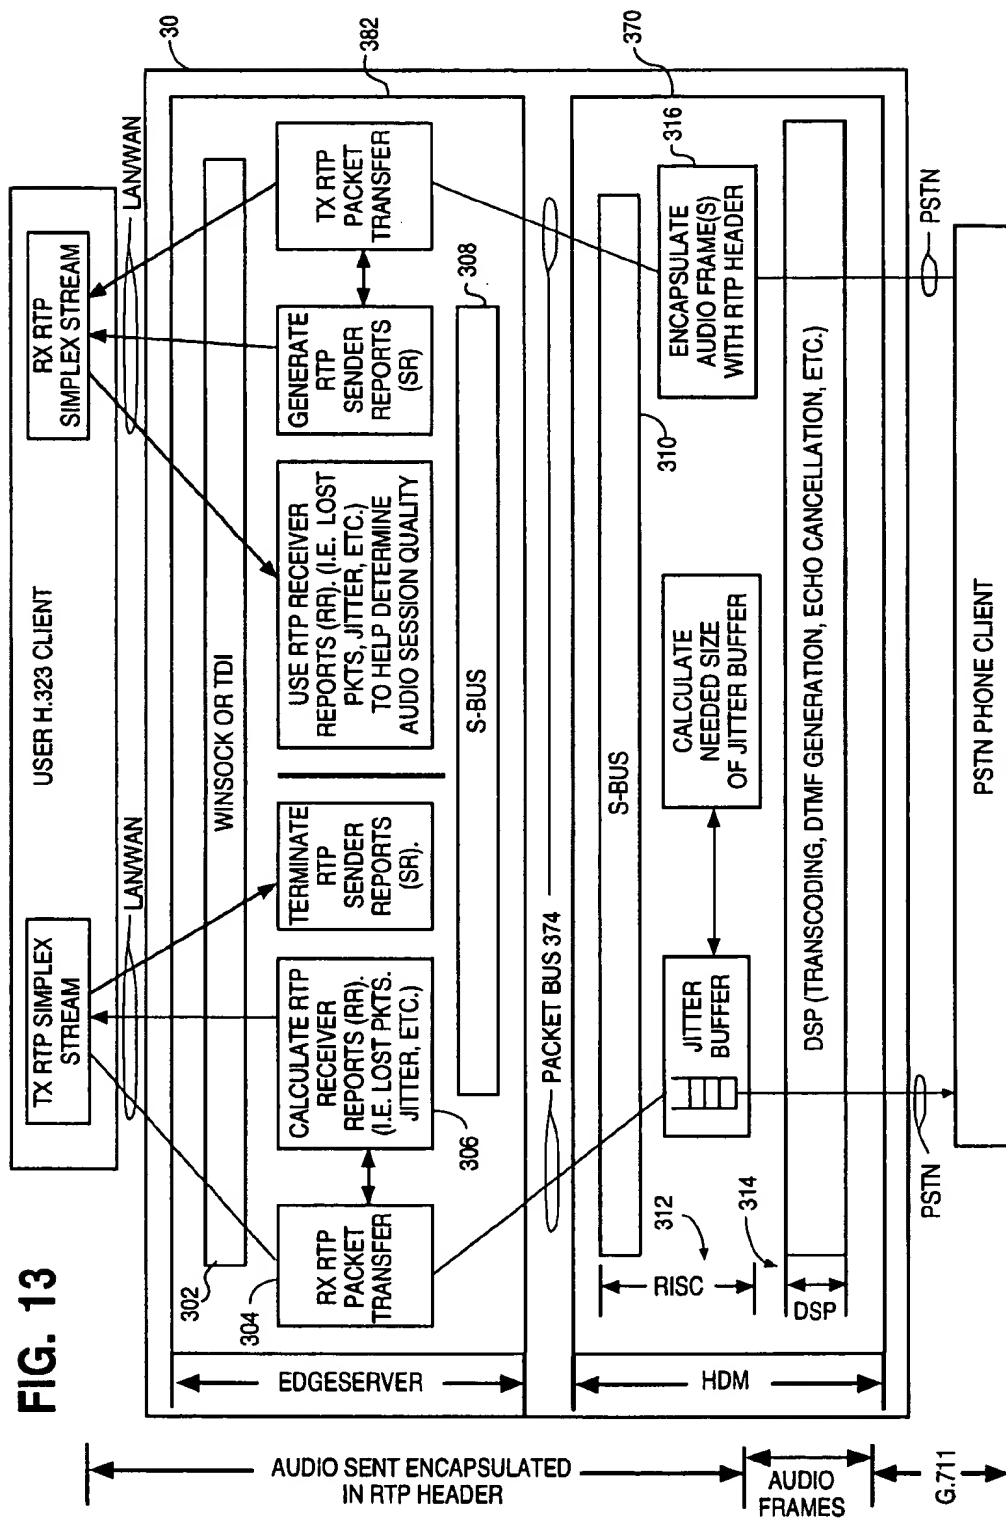 FIG. 13
USER H.323 CLIENT
TX RTP SIMPLEX
STREAM
RX RTP
SIMPLEX STREAM
LAN/WAN
LAN/WAN
30
302
WINSOCK OR TDI
382
304
RX RTP
PACKET
TRANSFER
CALCULATE RTP
RECEIVER
REPORTS (RR).
(I.E. LOST PKTS.
JITTER, ETC.)
306
TERMINATE
RTP
SENDER
REPORTS
(SR).
USE RTP RECEIVER
REPORTS (RR). (I.E. LOST
PKTS, JITTER, ETC.)
TO HELP DETERMINE
AUDIO SESSION QUALITY
GENERATE
RTP
SENDER
REPORTS
(SR)
TX RTP
PACKET
TRANSFER
S-BUS
308
EDGESERVER
PACKET BUS 374
370
S-BUS
310
312
RISC
JITTER
BUFFER
CALCULATE
NEEDED SIZE
OF JITTER BUFFER
ENCAPSULATE
AUDIO FRAME(S)
WITH RTP HEADER
316
314
DSP
DSP (TRANSCODING, DTMF GENERATION, ECHO CANCELLATION, ETC.)
HDM
PSTN
PSTN
PSTN PHONE CLIENT
AUDIO SENT ENCAPSULATED
IN RTP HEADER
AUDIO
FRAMES
G.711